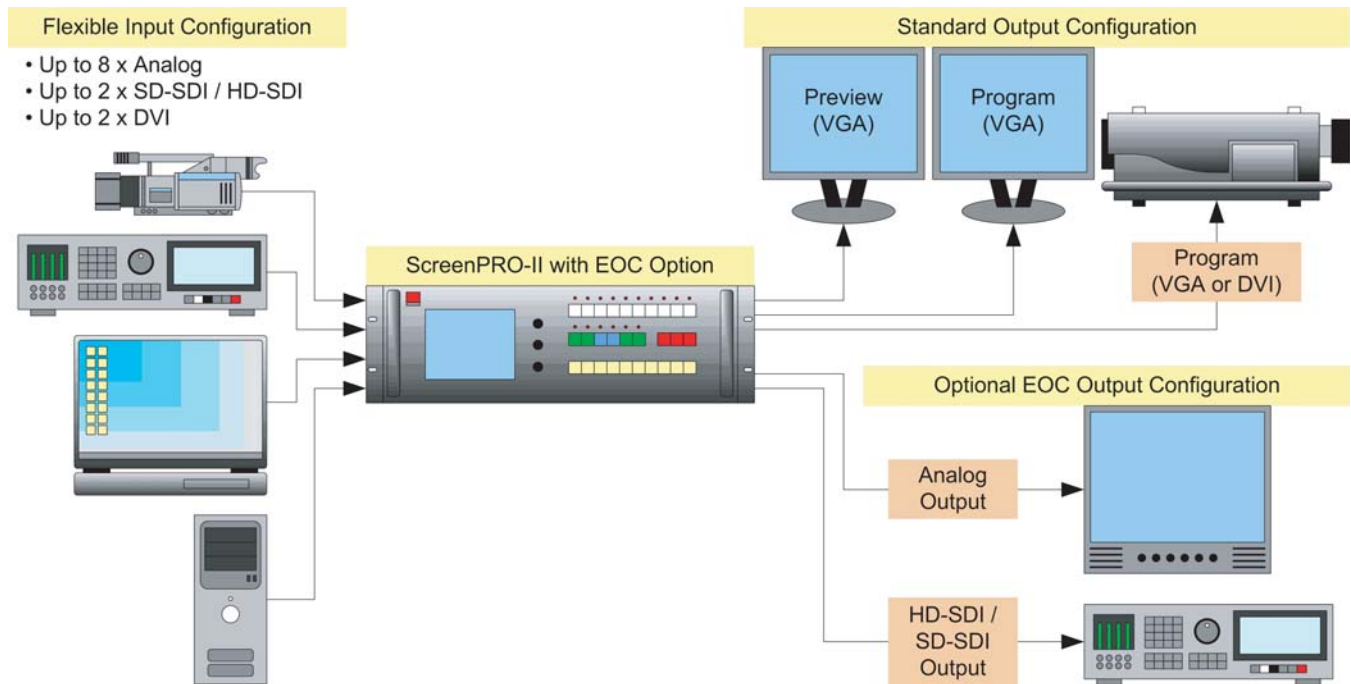 Flexible Input Configuration
• Up to 8 x Analog
• Up to 2 x SD-SDI / HD-SDI
• Up to 2 x DVI
Standard Output Configuration
Preview
(VGA)
Program
(VGA)
Program
(VGA or DVI)
ScreenPRO-II with EOC Option
Optional EOC Output Configuration
Analog
Output
HD-SDI /
SD-SDI
Output